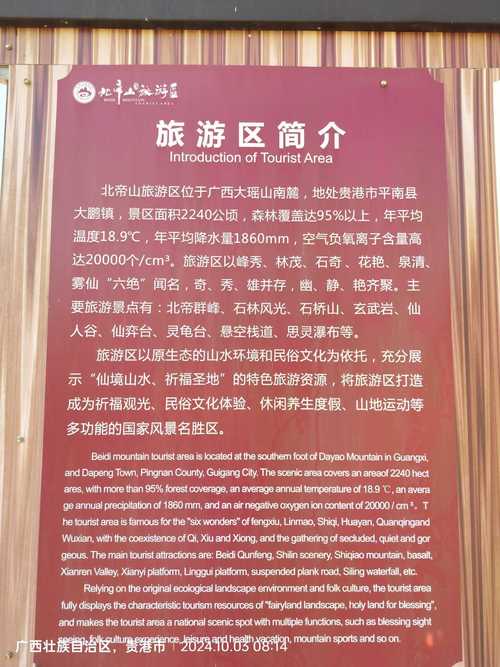 北帝山旅游区
BEIDI MOUNTAIN TOURIST AREA
旅游区简介
Introduction of Tourist Area
北帝山旅游区位于广西大瑶山南麓，地处贵港市平南县
大鹏镇，景区面积2240公顷，森林覆盖达95%以上，年平均
温度18.9℃，年平均降水量1860mm，空气负氧离子含量高
达20000个/cm³。旅游区以峰秀、林茂、石奇、花艳、泉清、
雾仙“六绝”闻名，奇、秀、雄并存，幽、静、艳齐聚。主
要旅游景点有：北帝群峰、石林风光、石桥山、玄武岩、仙
人谷、仙弈台、灵龟台、悬空栈道、思灵瀑布等。
旅游区以原生态的山水环境和民俗文化为依托，充分展
示“仙境山水、祈福圣地”的特色旅游资源，将旅游区打造
成为祈福观光、民俗文化体验、休闲养生度假、山地运动等
多功能的国家风景名胜区。
Beidi mountain tourist area is located at the southern foot of Dayao Mountain in Guangxi,
and Dapeng Town, Pingnan County, Guigang City. The scenic area covers an areaof 2240 hect
ares, with more than 95% forest coverage, an average annual temperature of 18.9 ℃, an avera
ge annual precipitation of 1860 mm, and an air negative oxygen ion content of 20000 / cm ³。 T
he tourist area is famous for the "six wonders" of fengxiu, Linmao, Shiqi, Huayan, Quanqingand
Wuxian, with the coexistence of Qi, Xiu and Xiong, and the gathering of secluded, quiet and gor
geous. The main tourist attractions are: Beidi Qunfeng, Shilin scenery, Shiqiao mountain, basalt,
Xianren Valley, Xianyi platform, Linggui platform, suspended plank road, Siling waterfall, etc.
Relying on the original ecological landscape environment and folk culture, the tourist area
fully displays the characteristic tourism resources of "fairyland landscape, holy land for blessing",
and makes the tourist area a national scenic spot with multiple functions, such as blessing sight
seeing, folk culture experience, leisure and health vacation, mountain sports and so on.
广西壮族自治区，贵港市 | 2024.10.03 08:14